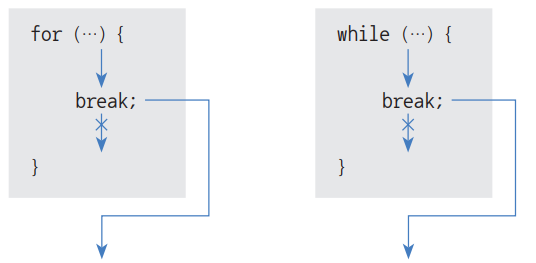 for (…) {
break;
}
while (…) {
break;
}